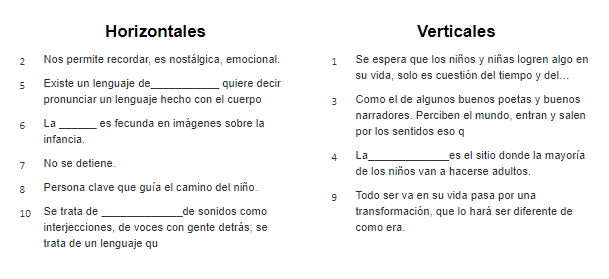 Horizontales
2 Nos permite recordar, es nostálgica, emocional.
5 Existe un lenguaje de____________ quiere decir
pronunciar un lenguaje hecho con el cuerpo
6 La ______ es fecunda en imágenes sobre la
infancia.
7 No se detiene.
8 Persona clave que guía el camino del niño.
10 Se trata de ______________de sonidos como
interjecciones, de voces con gente detrás; se
trata de un lenguaje qu
Verticales
1 Se espera que los niños y niñas logren algo en
su vida, solo es cuestión del tiempo y del...
3 Como el de algunos buenos poetas y buenos
narradores. Perciben el mundo, entran y salen
por los sentidos eso q
4 La______________es el sitio donde la mayoría
de los niños van a hacerse adultos.
9 Todo ser va en su vida pasa por una
transformación, que lo hará ser diferente de
como era.